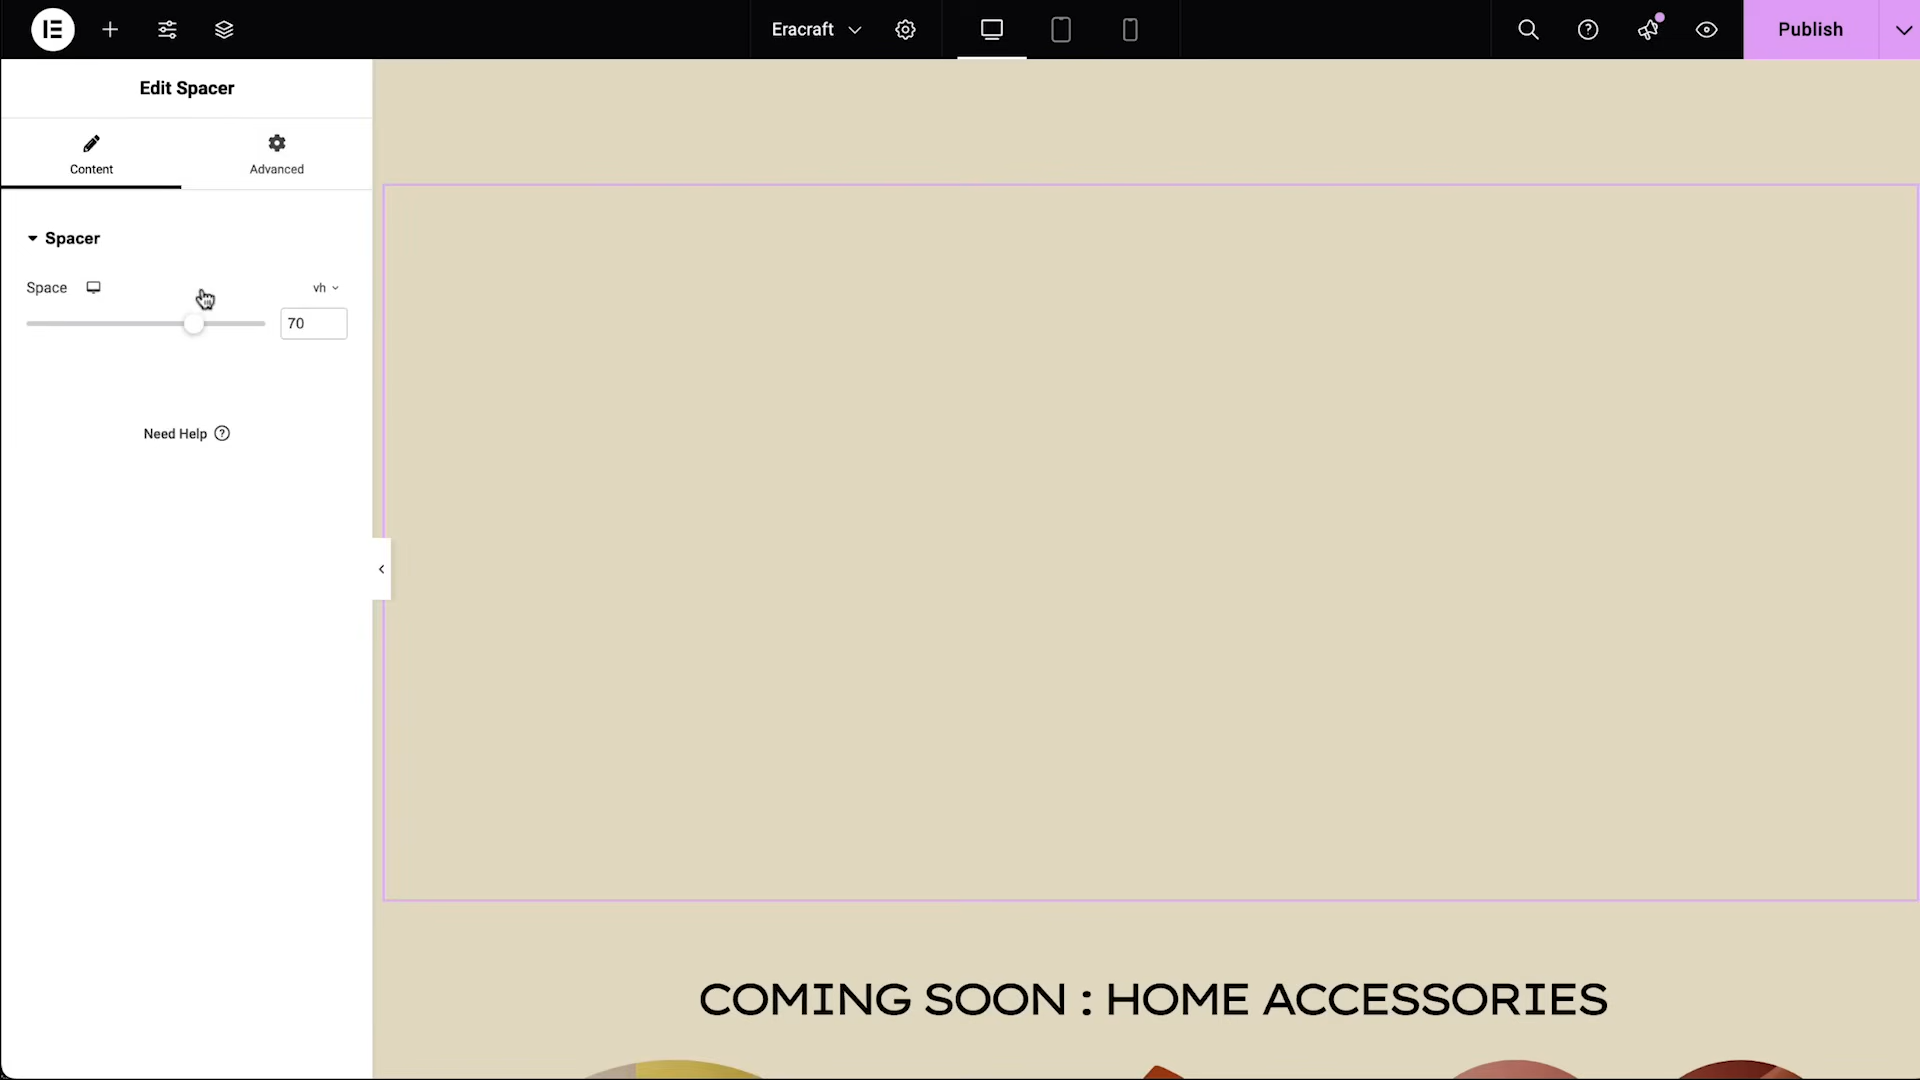 Eracraft
Publish
Edit Spacer
Content
Advanced
Spacer
Space
vh
70
Need Help
COMING SOON : HOME ACCESSORIES